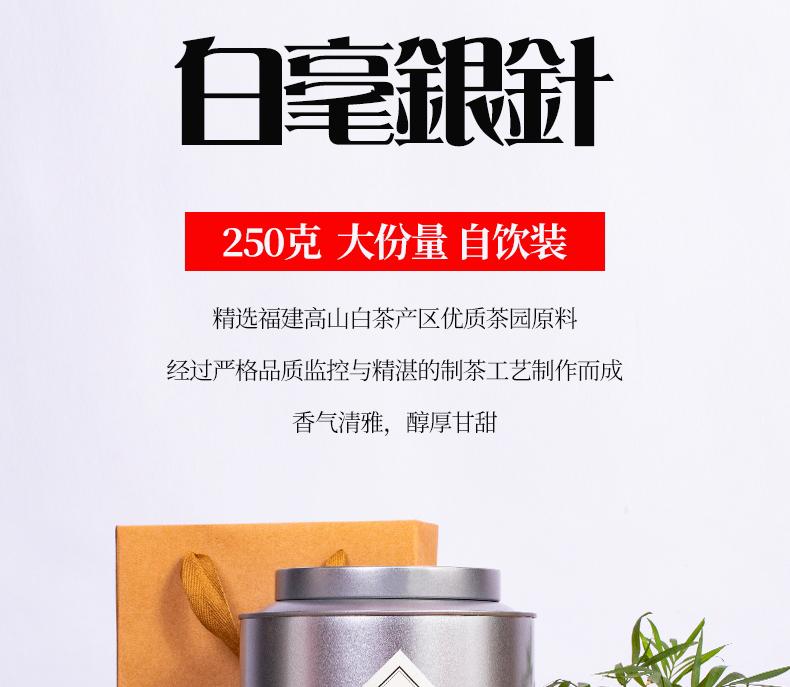 白毫銀針
250克 大份量 自饮装
精选福建高山白茶产区优质茶园原料
经过严格品质监控与精湛的制茶工艺制作而成
香气清雅，醇厚甘甜